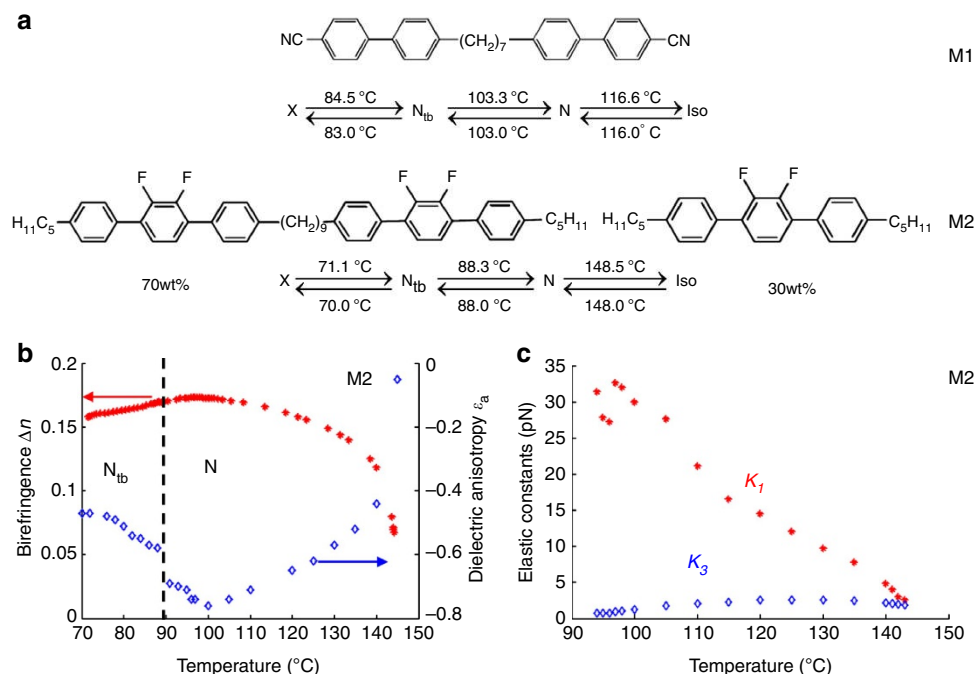 a
NC
(CH2)7
CN
M1
84.5 °C 103.3 °C 116.6 °C
X Ntb N Iso
83.0 °C 103.0 °C 116.0° C
F F F F F F
H11C5 (CH2)9 C5H11 H11C5 C5H11
M2
71.1 °C 88.3 °C 148.5 °C
70wt% X Ntb N Iso 30wt%
70.0 °C 88.0 °C 148.0 °C
b
0.2
0.15
0.1
0.05
0
Birefringence Δn
M2
Ntb
N
0
–0.2
–0.4
–0.6
–0.8
Dielectric anisotropy εa
70 80 90 100 110 120 130 140 150
Temperature (°C)
c
M2
35
30
25
20
15
10
5
0
Elastic constants (pN)
K1
K3
90 100 110 120 130 140 150
Temperature (°C)